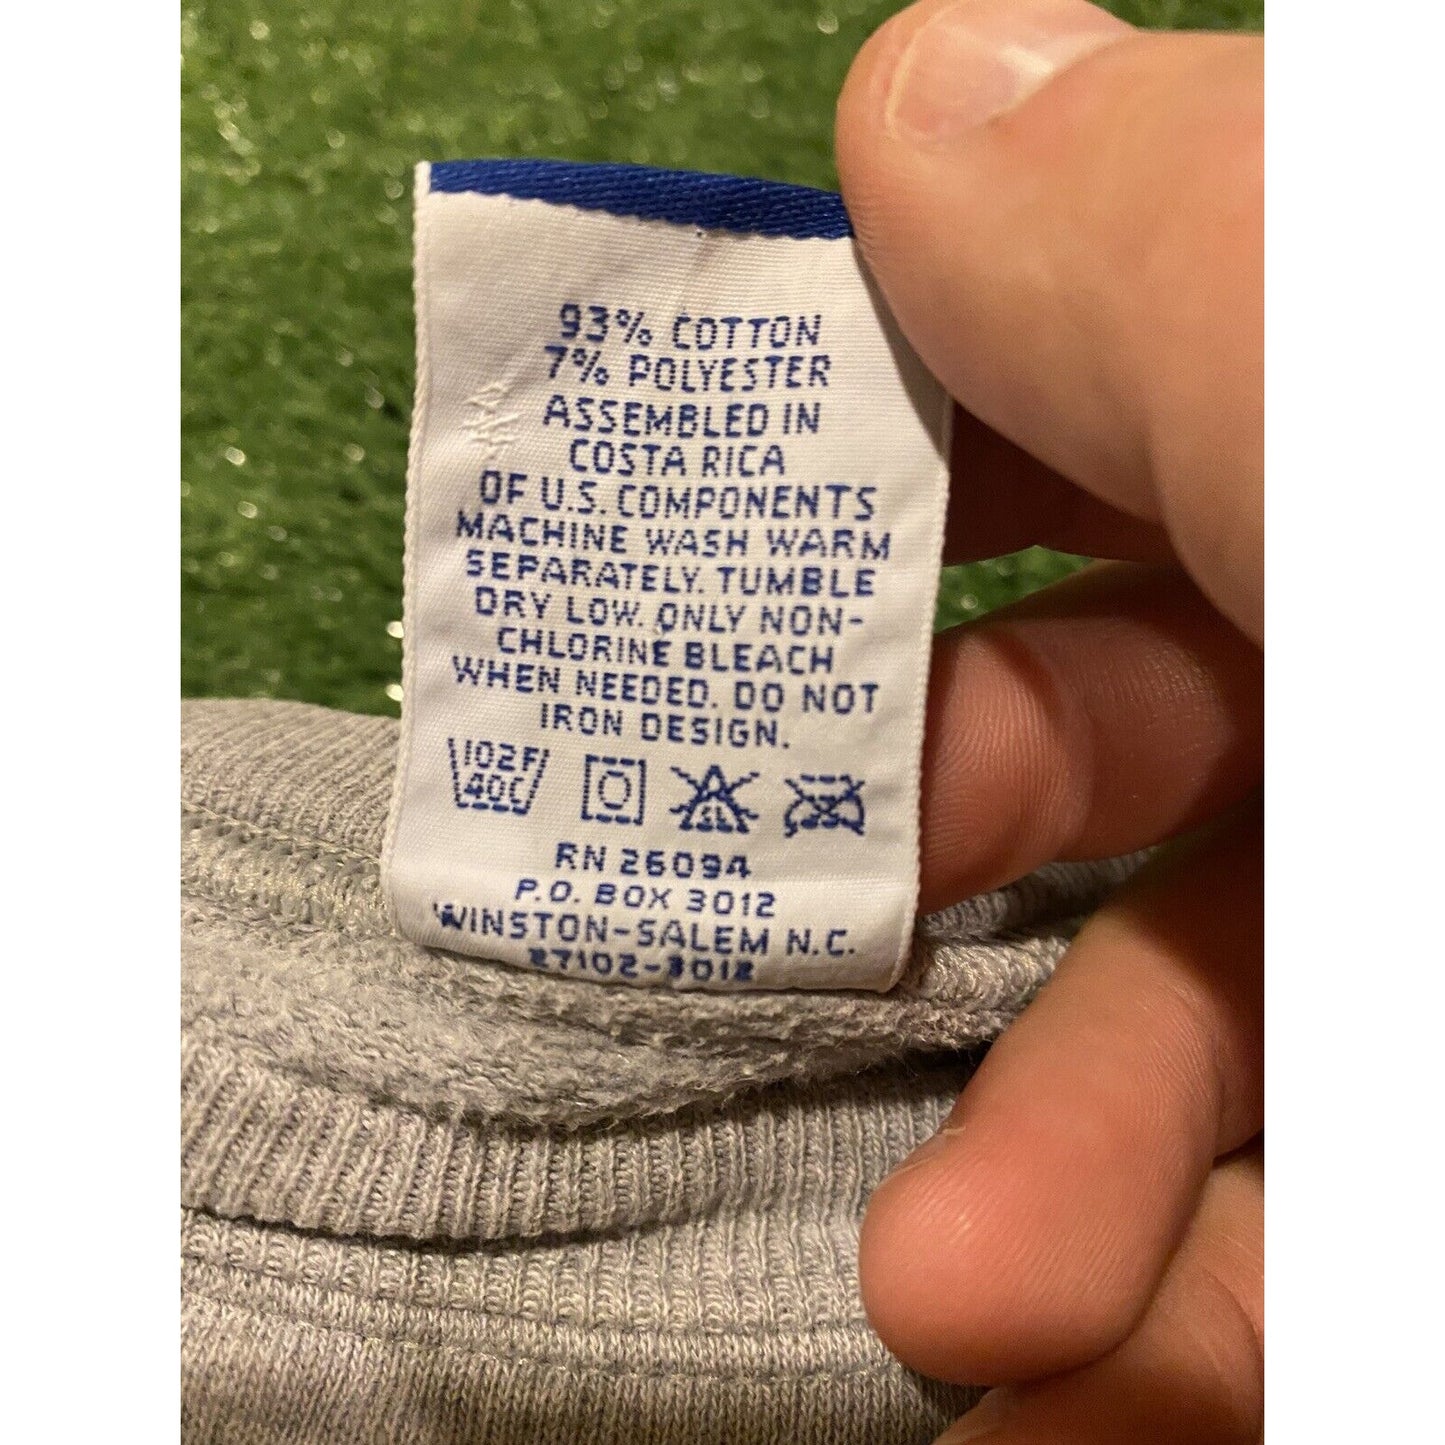 93% COTTON
7% POLYESTER
ASSEMBLED IN
COSTA RICA
OF U.S. COMPONENTS
MACHINE WASH WARM
SEPARATELY. TUMBLE
DRY LOW. ONLY NON-
CHLORINE BLEACH
WHEN NEEDED. DO NOT
IRON DESIGN.
102F
40C
CL
RN 26094
P.O. BOX 3012
WINSTON-SALEM N.C.
27102-3012